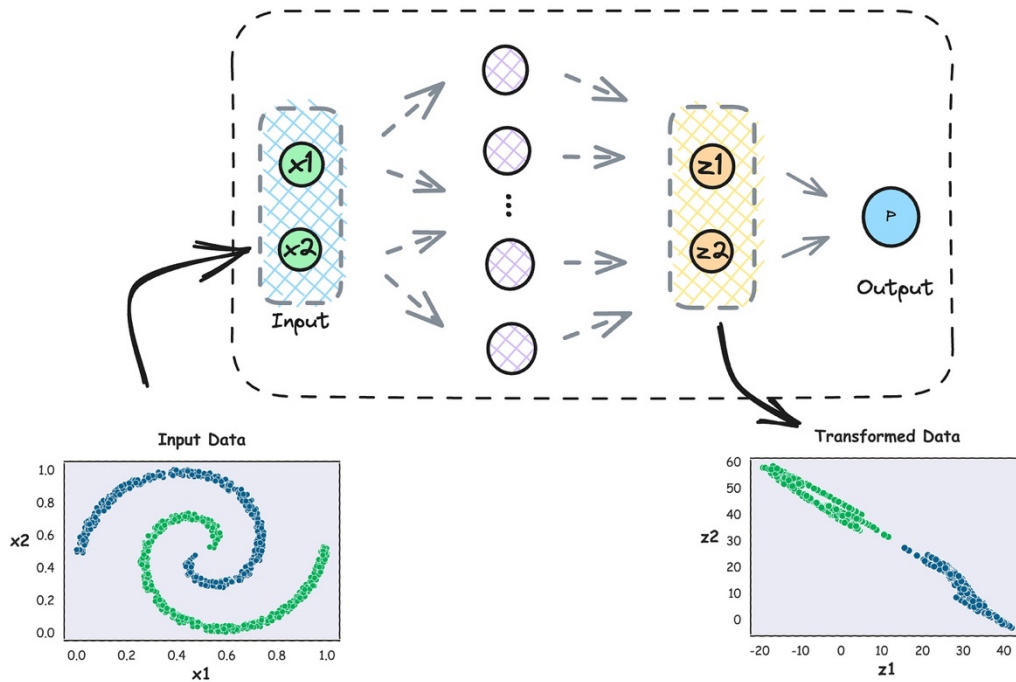 x1
x2
Input
⋮
z1
z2
P
Output
Input Data
x2
1.0
0.8
0.6
0.4
0.2
0.0
0.0 0.2 0.4 0.6 0.8 1.0
x1
Transformed Data
z2
60
50
40
30
20
10
0
-20 -10 0 5 10 20 30 40
z1